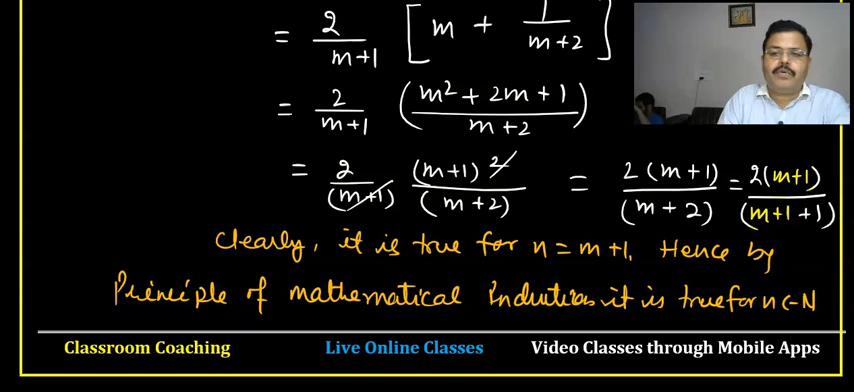 = 2/(m+1) [m + 1/(m+2)]
= 2/(m+1) ((m² + 2m + 1)/(m+2))
= 2/(m+1) (m+1)²/(m+2) = 2(m+1)/(m+2) = 2(m+1)/(m+1+1)
Clearly, it is true for n = m+1. Hence by
Principle of mathematical Induction it is true for n ∈ N
Classroom Coaching Live Online Classes Video Classes through Mobile Apps